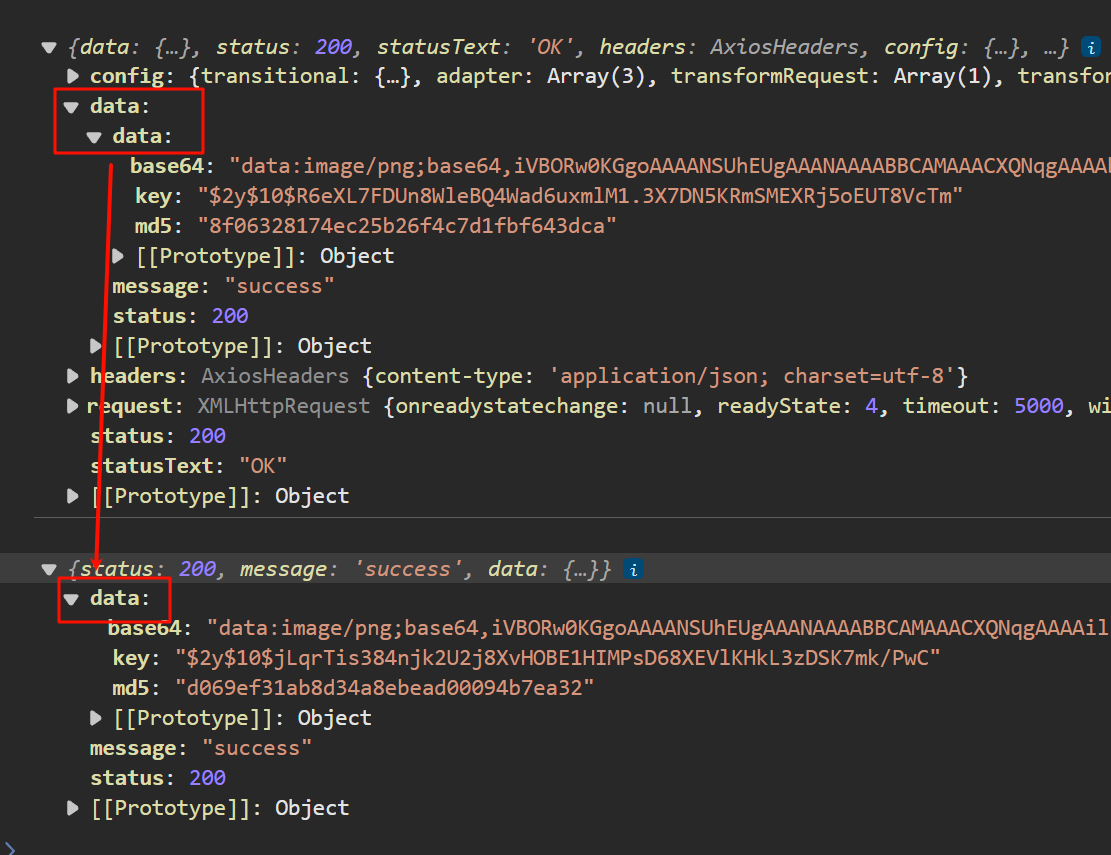 {data: {…}, status: 200, statusText: 'OK', headers: AxiosHeaders, config: {…}, …} i
config: {transitional: {…}, adapter: Array(3), transformRequest: Array(1), transfor
data:
data:
base64: "data:image/png;base64,iVBORw0KGgoAAAANSUhEUgAAANAAAABBCAMAAACXQNqgAAAAh
key: "$2y$10$R6eXL7FDUn8WleBQ4Wad6uxmlM1.3X7DN5KRmSMEXRj5oEUT8VcTm"
md5: "8f06328174ec25b26f4c7d1fbf643dca"
[[Prototype]]: Object
message: "success"
status: 200
[[Prototype]]: Object
headers: AxiosHeaders {content-type: 'application/json; charset=utf-8'}
request: XMLHttpRequest {onreadystatechange: null, readyState: 4, timeout: 5000, wi
status: 200
statusText: "OK"
[[Prototype]]: Object
{status: 200, message: 'success', data: {…}} i
data:
base64: "data:image/png;base64,iVBORw0KGgoAAAANSUhEUgAAANAAAABBCAMAAACXQNqgAAAAil
key: "$2y$10$jLqrTis384njk2U2j8XvHOBE1HIMPsD68XEVlKHkL3zDSK7mk/PwC"
md5: "d069ef31ab8d34a8ebead00094b7ea32"
[[Prototype]]: Object
message: "success"
status: 200
[[Prototype]]: Object